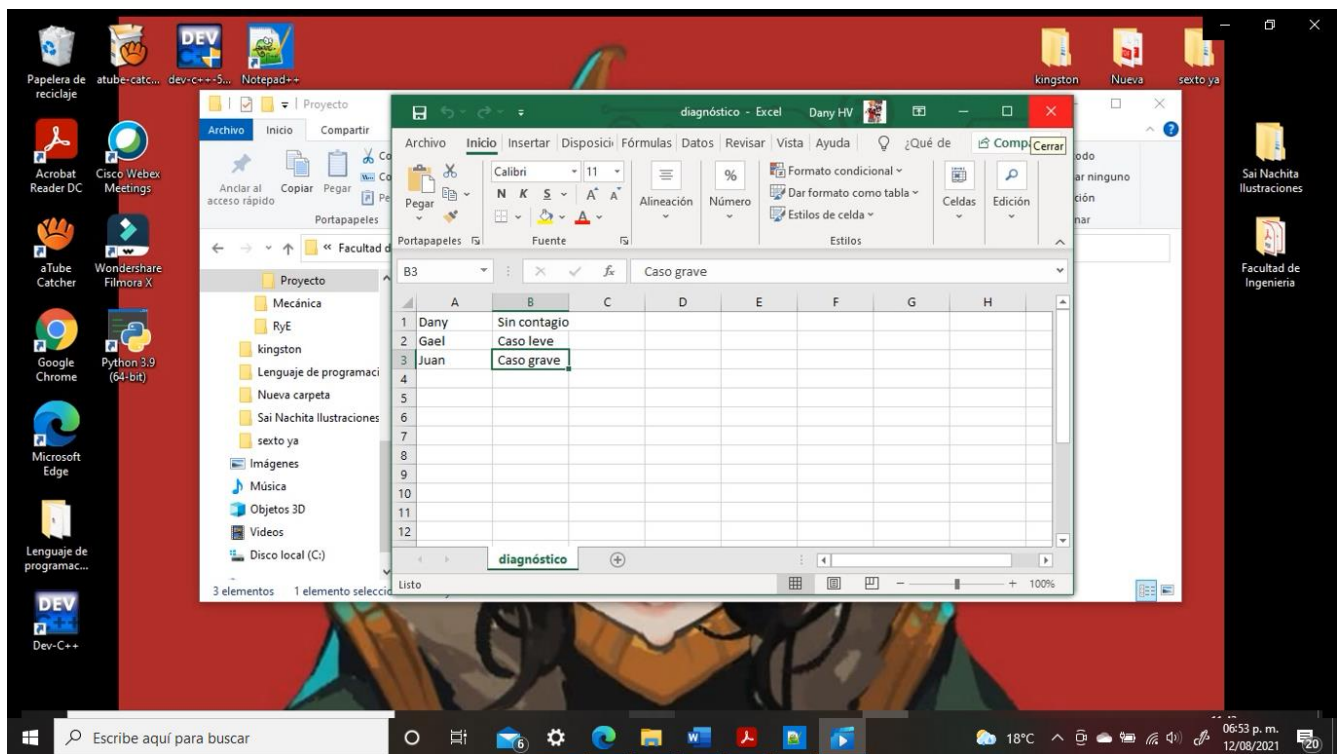 Papelera de
reciclaje
atube-catc...
dev-c++-5...
Notepad++
kingston
Nueva
sexto ya
Acrobat
Reader DC
Cisco Webex
Meetings
aTube
Catcher
Wondershare
Filmora X
Google
Chrome
Python 3.9
(64-bit)
Microsoft
Edge
Lenguaje de
programac...
DEV
C++
Dev-C++
Sai Nachita
Ilustraciones
Facultad de
Ingenieria
Proyecto
Archivo Inicio Compartir
Anclar al
acceso rápido
Copiar
Pegar
Portapapeles
« Facultad d
Proyecto
Mecánica
RyE
kingston
Lenguaje de programaci
Nueva carpeta
Sai Nachita Ilustraciones
sexto ya
Imágenes
Música
Objetos 3D
Videos
Disco local (C:)
3 elementos 1 elemento selecci
diagnóstico - Excel Dany HV
Archivo Inicio Insertar Disposici Fórmulas Datos Revisar Vista Ayuda ¿Qué de Comp
Cerrar
Pegar
Calibri 11
N K S A A
Alineación
Número
Formato condicional
Dar formato como tabla
Estilos de celda
Celdas
Edición
Portapapeles Fuente Estilos
B3 fx Caso grave
A B C D E F G H
1 Dany Sin contagio
2 Gael Caso leve
3 Juan Caso grave
4
5
6
7
8
9
10
11
12
diagnóstico
Listo 100%
Escribe aquí para buscar
6
18°C
06:53 p. m.
12/08/2021
20